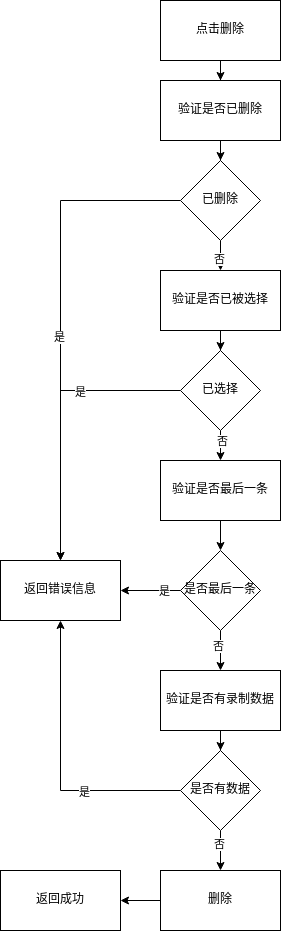 点击删除
验证是否已删除
已删除
否
验证是否已被选择
是
已选择
是
否
验证是否最后一条
返回错误信息
是
是否最后一条
否
验证是否有录制数据
是
是否有数据
否
返回成功
删除